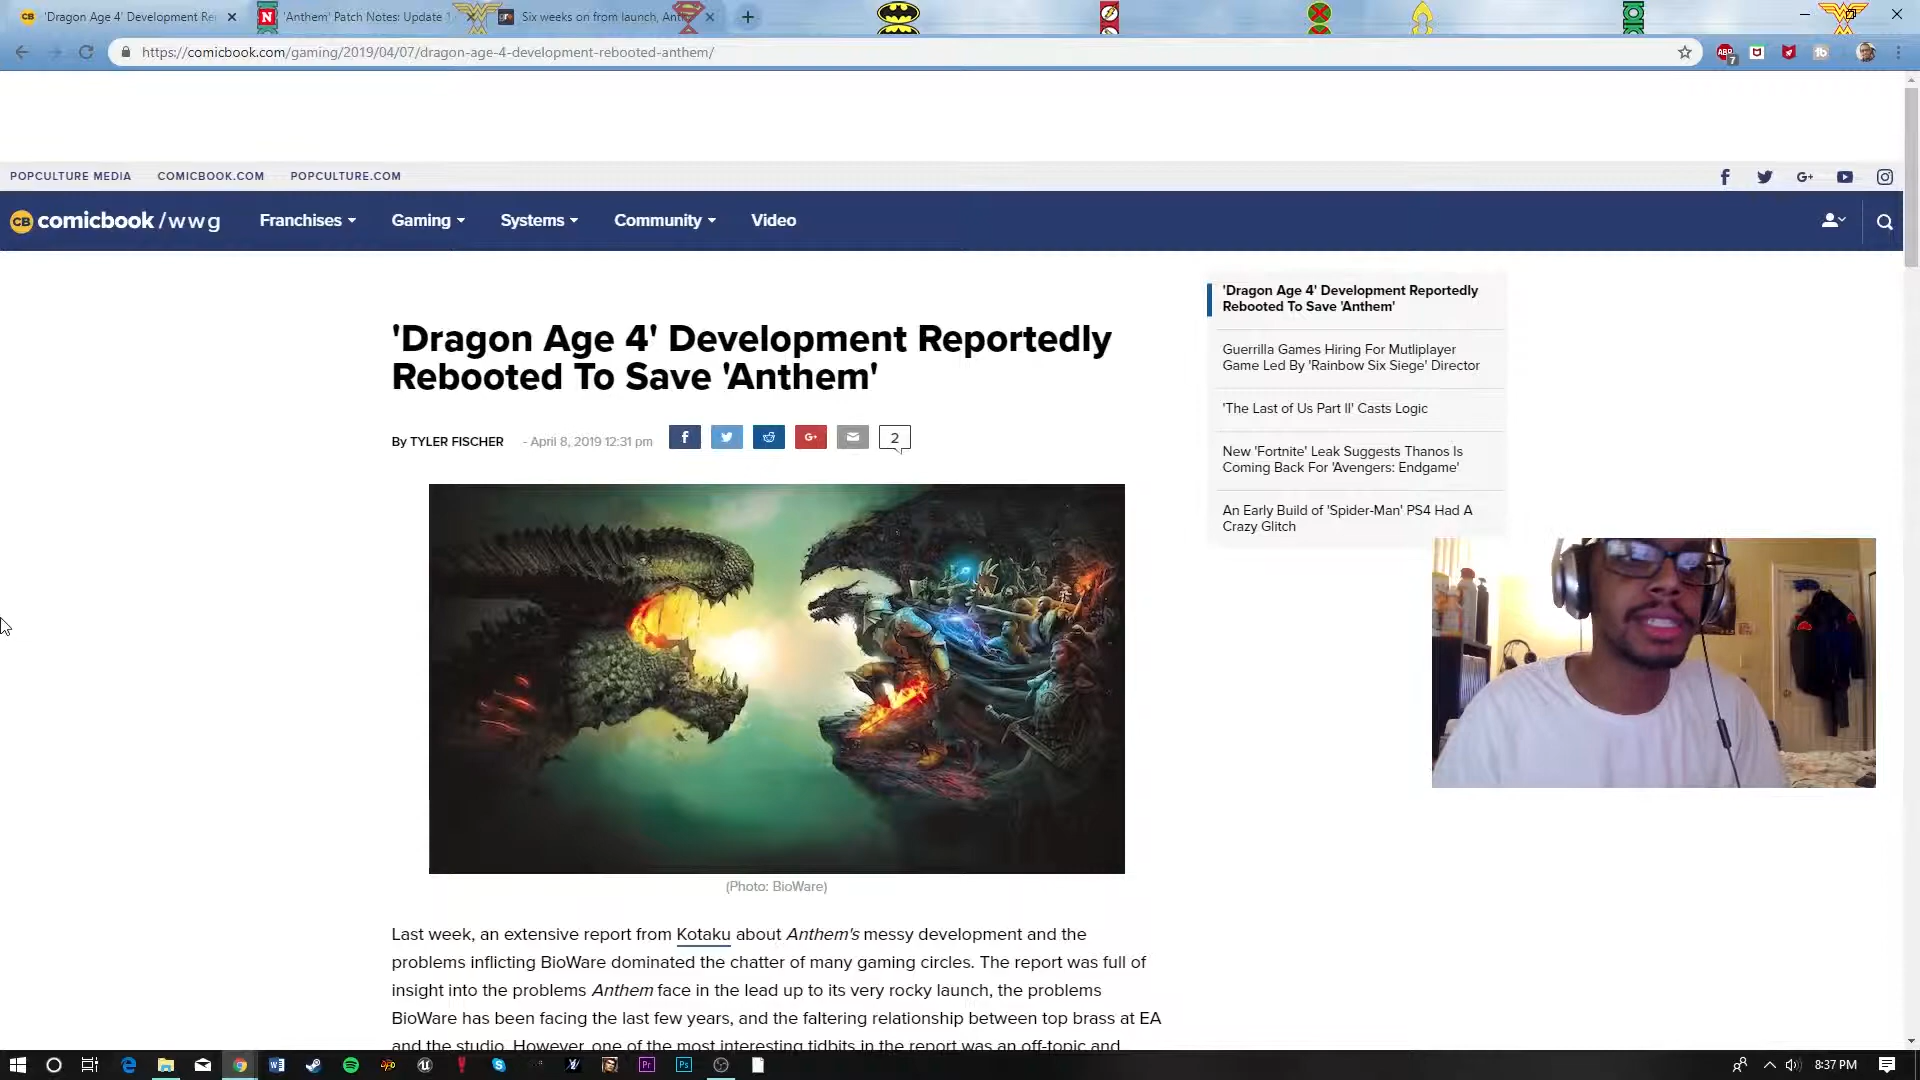 'Dragon Age 4' Development Re
'Anthem' Patch Notes: Update 1
Six weeks on from launch, Anth
https://comicbook.com/gaming/2019/04/07/dragon-age-4-development-rebooted-anthem/
ABP
7
POPCULTURE MEDIA COMICBOOK.COM POPCULTURE.COM
G+
CB comicbook/wwg Franchises Gaming Systems Community Video
'Dragon Age 4' Development Reportedly
Rebooted To Save 'Anthem'
By TYLER FISCHER - April 8, 2019 12:31 pm
G+
2
(Photo: BioWare)
Last week, an extensive report from Kotaku about Anthem's messy development and the
problems inflicting BioWare dominated the chatter of many gaming circles. The report was full of
insight into the problems Anthem face in the lead up to its very rocky launch, the problems
BioWare has been facing the last few years, and the faltering relationship between top brass at EA
and the studio. However, one of the most interesting tidbits in the report was an off-topic and
'Dragon Age 4' Development Reportedly
Rebooted To Save 'Anthem'
Guerrilla Games Hiring For Mutliplayer
Game Led By 'Rainbow Six Siege' Director
'The Last of Us Part II' Casts Logic
New 'Fortnite' Leak Suggests Thanos Is
Coming Back For 'Avengers: Endgame'
An Early Build of 'Spider-Man' PS4 Had A
Crazy Glitch
Pr
Ps
8:37 PM